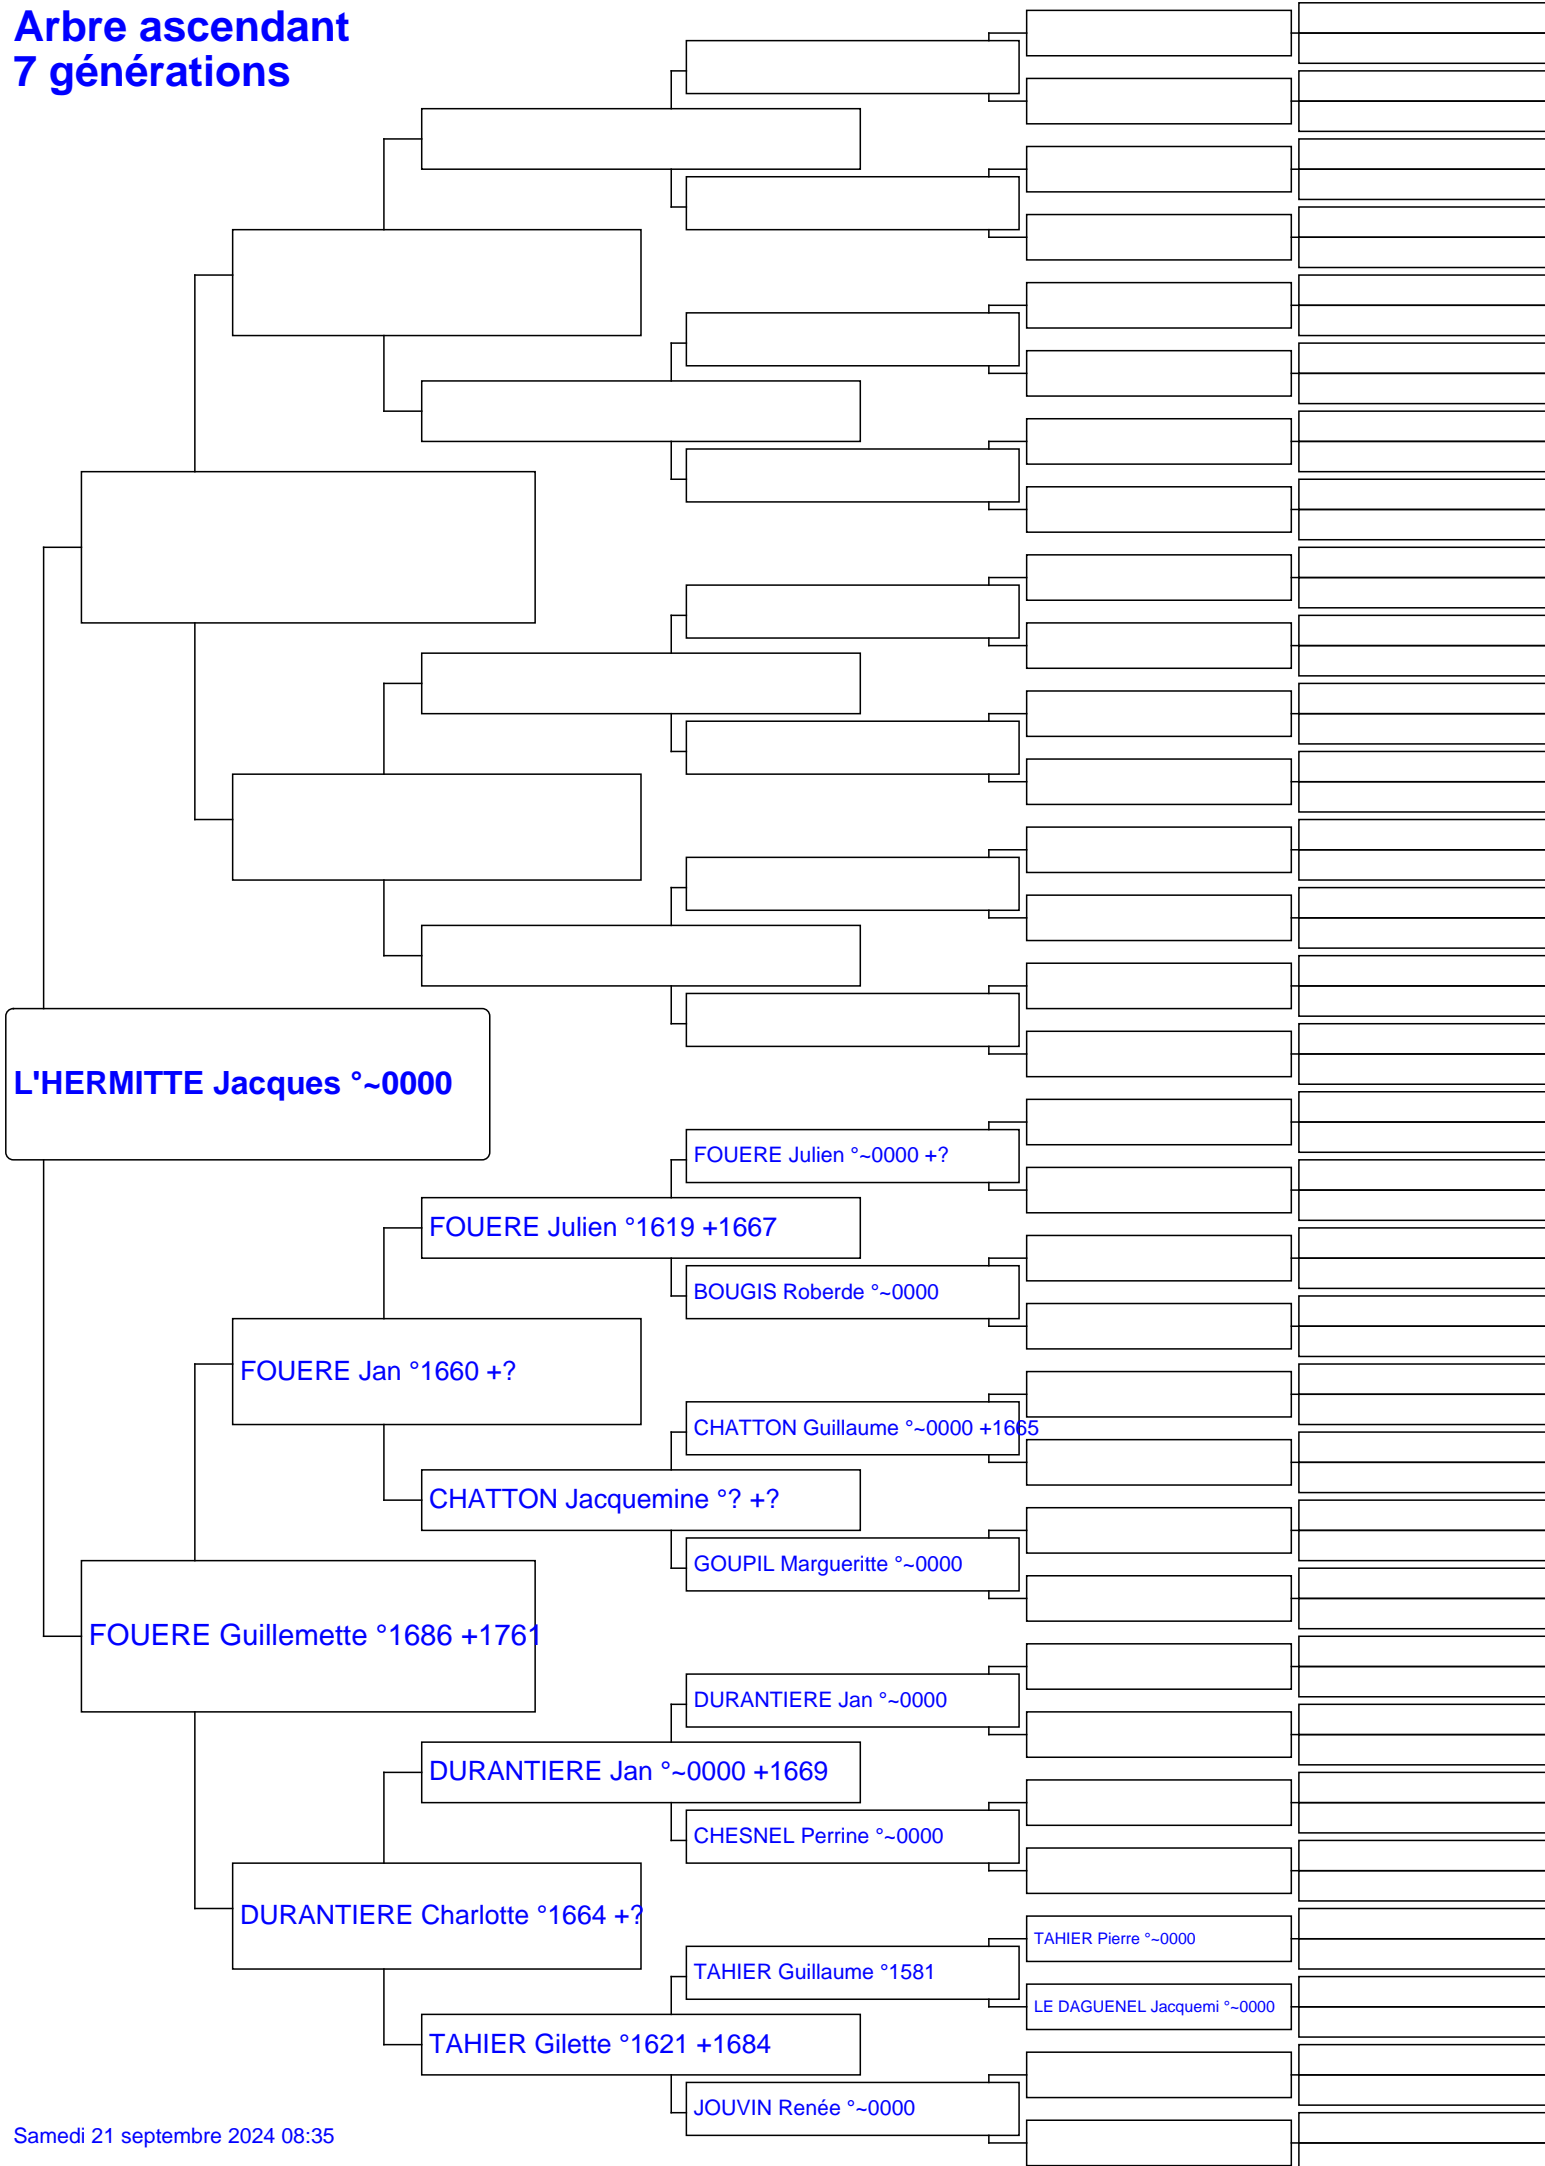 Arbre ascendant
7 générations
L'HERMITTE Jacques °~0000
FOUERE Julien °~0000 +?
FOUERE Julien °1619 +1667
BOUGIS Roberde °~0000
FOUERE Jan °1660 +?
CHATTON Guillaume °~0000 +1665
CHATTON Jacquemine °? +?
GOUPIL Margueritte °~0000
FOUERE Guillemette °1686 +1761
DURANTIERE Jan °~0000
DURANTIERE Jan °~0000 +1669
CHESNEL Perrine °~0000
DURANTIERE Charlotte °1664 +?
TAHIER Pierre °~0000
TAHIER Guillaume °1581
LE DAGUENEL Jacquemi °~0000
TAHIER Gilette °1621 +1684
JOUVIN Renée °~0000
Samedi 21 septembre 2024 08:35